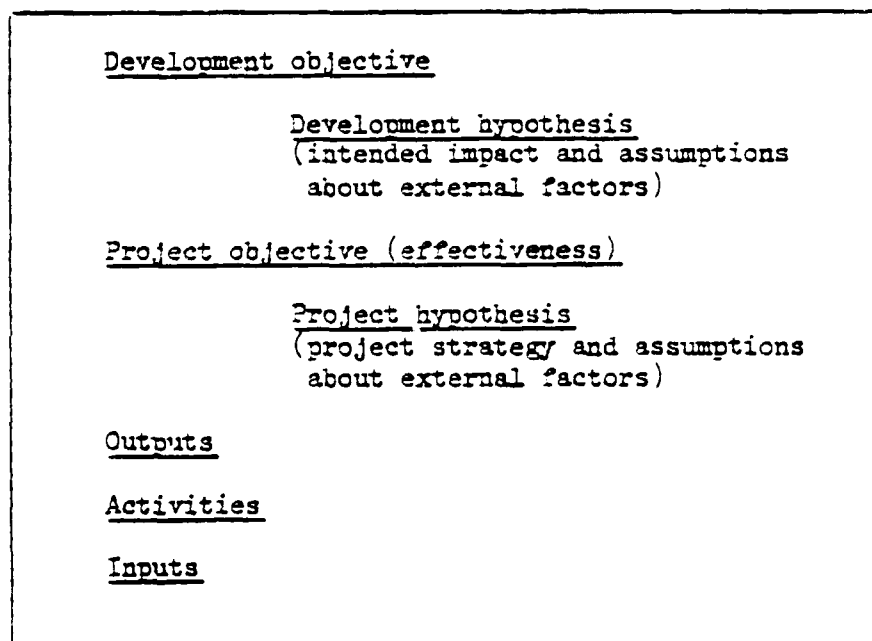 Development objective
Development hypothesis
(intended impact and assumptions
about external factors)
Project objective (effectiveness)
Project hypothesis
(project strategy and assumptions
about external factors)
Outputs
Activities
Inputs